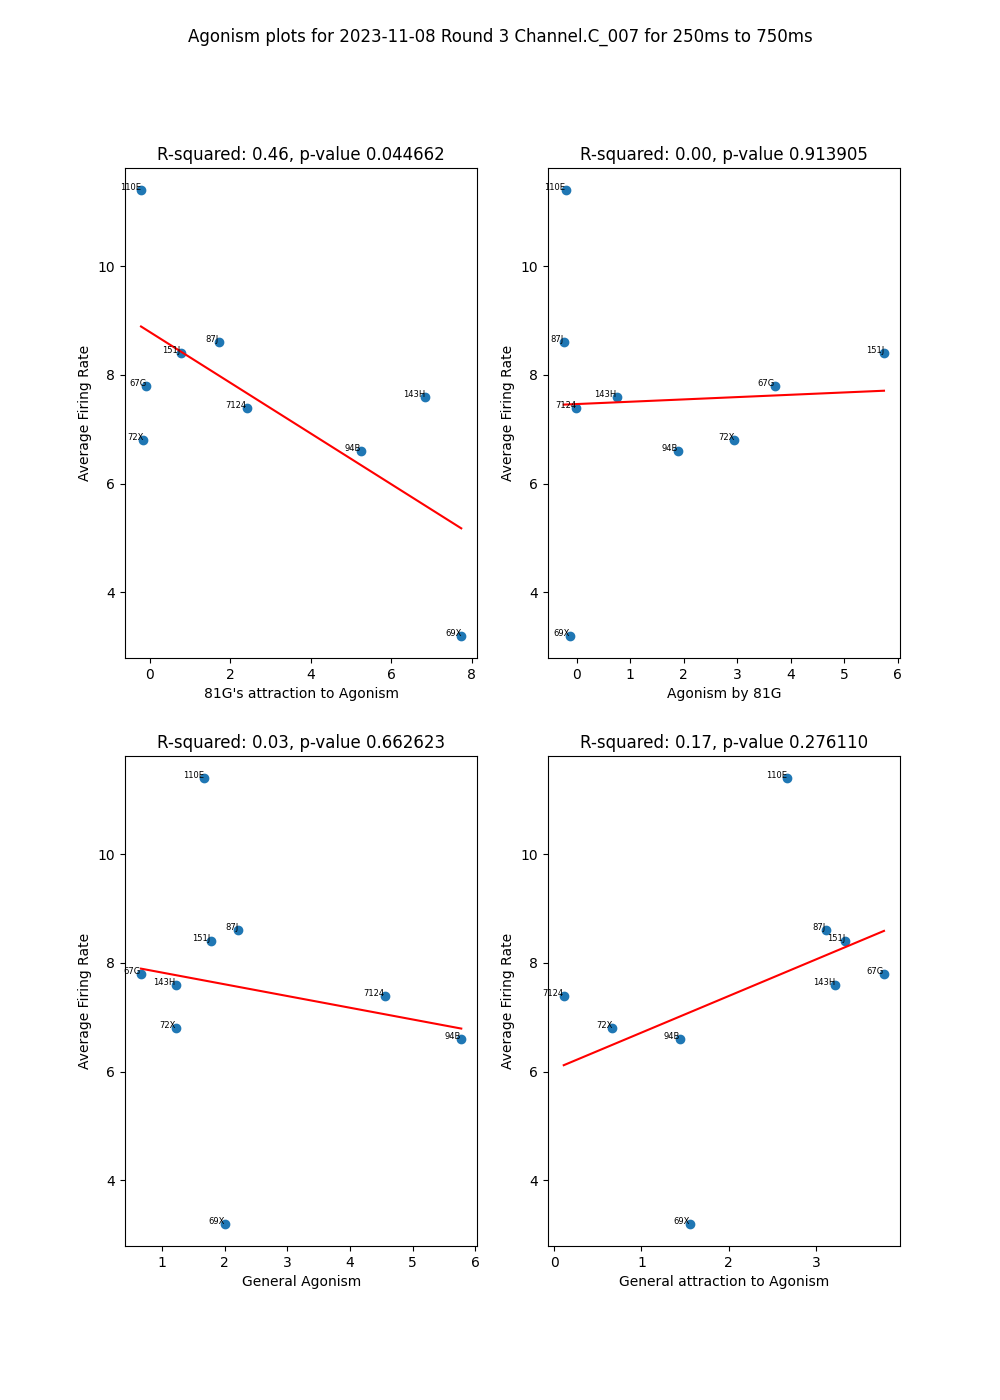 Agonism plots for 2023-11-08 Round 3 Channel.C_007 for 250ms to 750ms
R-squared: 0.46, p-value 0.044662
110E
151J
87J
67G
7124
143H
72X
94B
69X
10
8
6
4
Average Firing Rate
0 2 4 6 8
81G's attraction to Agonism
R-squared: 0.00, p-value 0.913905
110E
87J
151J
67G
143H
7124
72X
94B
69X
10
8
6
4
Average Firing Rate
0 1 2 3 4 5 6
Agonism by 81G
R-squared: 0.03, p-value 0.662623
110E
87J
151J
67G
143H
7124
72X
94B
69X
10
8
6
4
Average Firing Rate
1 2 3 4 5 6
General Agonism
R-squared: 0.17, p-value 0.276110
110E
87J
151J
67G
143H
7124
72X
94B
69X
10
8
6
4
Average Firing Rate
0 1 2 3
General attraction to Agonism